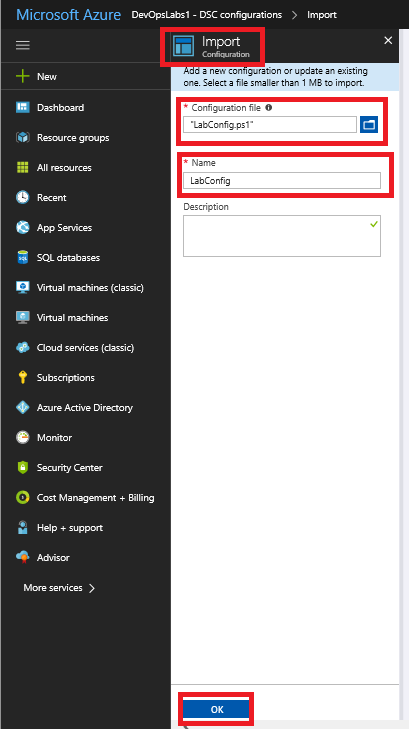 Microsoft Azure DevOpsLabs1 - DSC configurations > Import
Import
Configuration
Add a new configuration or update an existing
one. Select a file smaller than 1 MB to import.
* Configuration file
"LabConfig.ps1"
* Name
LabConfig
Description
OK
New
Dashboard
Resource groups
All resources
Recent
App Services
SQL databases
Virtual machines (classic)
Virtual machines
Cloud services (classic)
Subscriptions
Azure Active Directory
Monitor
Security Center
Cost Management + Billing
Help + support
Advisor
More services >